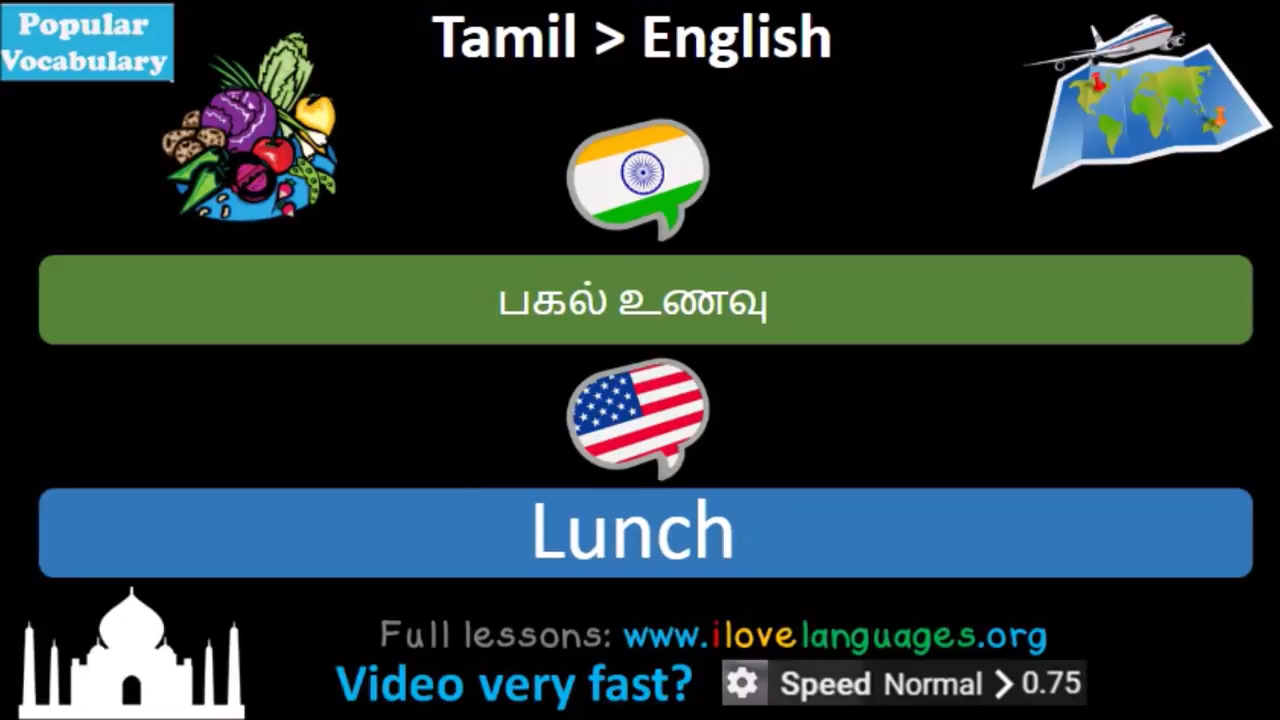 Popular
Vocabulary
Tamil > English
பகல் உணவு
Lunch
Full lessons: www.ilovelanguages.org
Video very fast? Speed Normal > 0.75